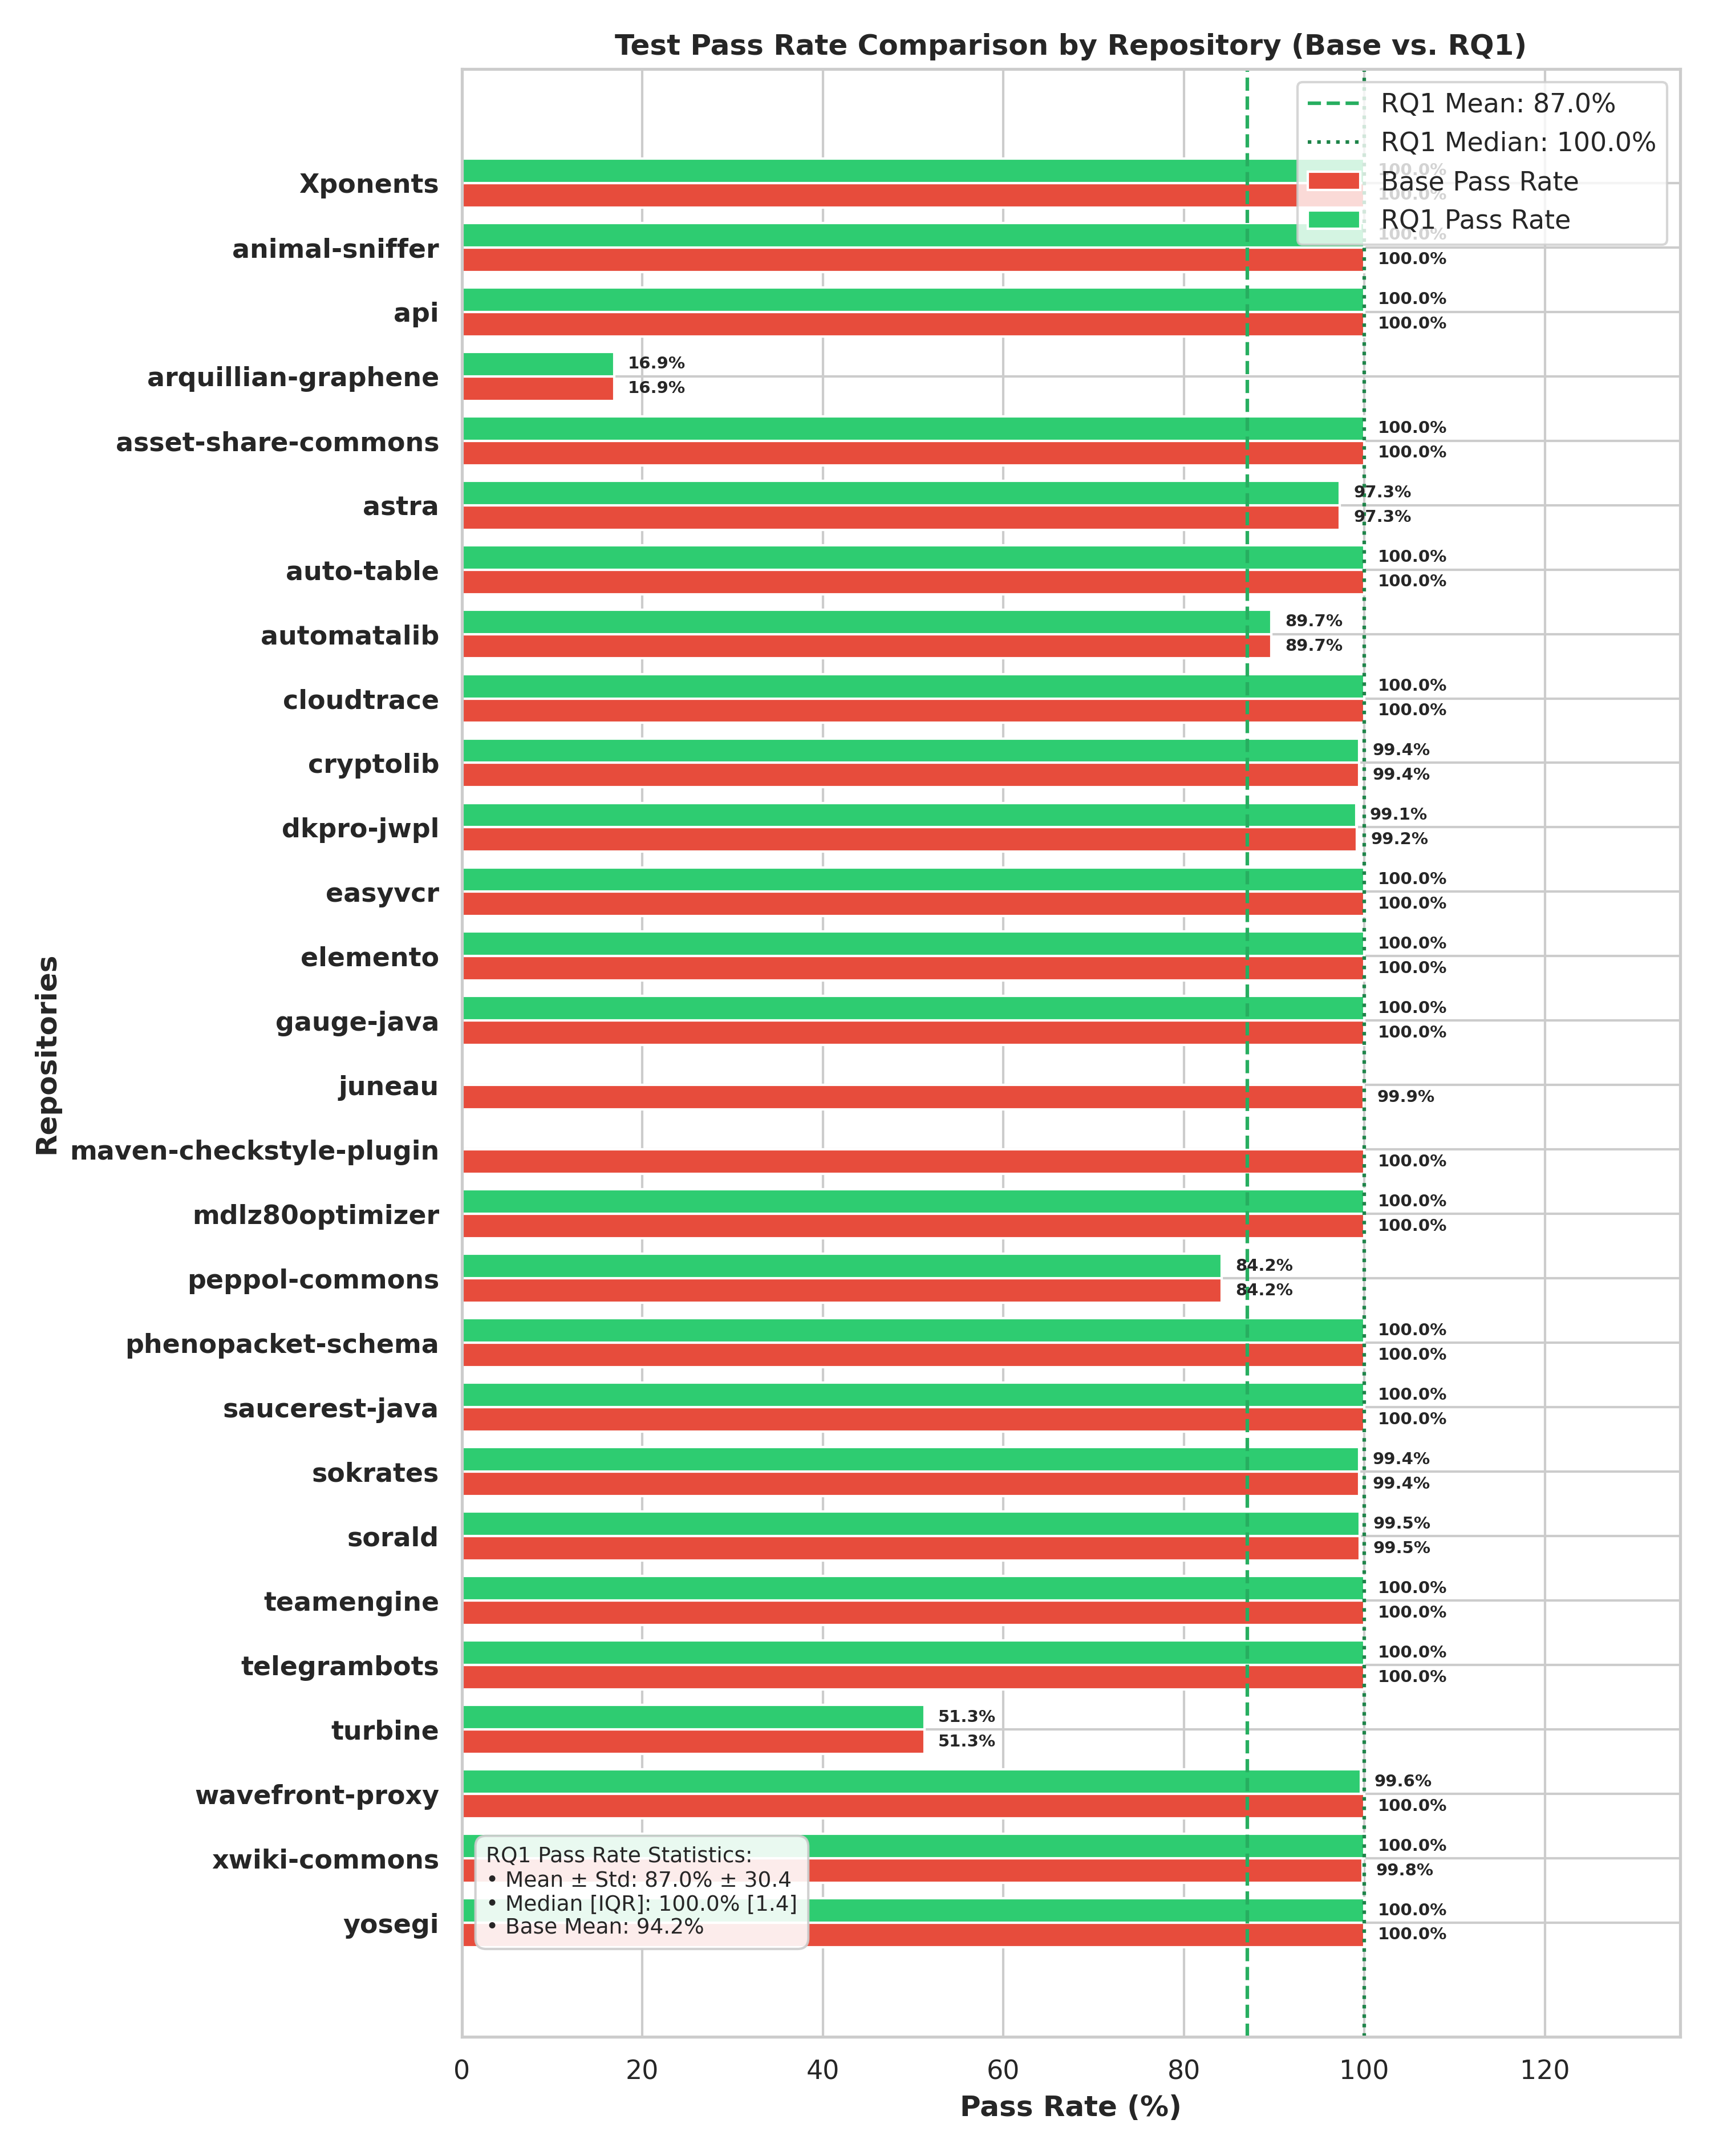 Test Pass Rate Comparison by Repository (Base vs. RQ1)
RQ1 Mean: 87.0%
RQ1 Median: 100.0%
Base Pass Rate
RQ1 Pass Rate
Repositories
Xponents
100.0%
100.0%
animal-sniffer
100.0%
100.0%
api
100.0%
100.0%
arquillian-graphene
16.9%
16.9%
asset-share-commons
100.0%
100.0%
astra
97.3%
97.3%
auto-table
100.0%
100.0%
automatalib
89.7%
89.7%
cloudtrace
100.0%
100.0%
cryptolib
99.4%
99.4%
dkpro-jwpl
99.1%
99.2%
easyvcr
100.0%
100.0%
elemento
100.0%
100.0%
gauge-java
100.0%
100.0%
juneau
99.9%
maven-checkstyle-plugin
100.0%
mdlz80optimizer
100.0%
100.0%
peppol-commons
84.2%
84.2%
phenopacket-schema
100.0%
100.0%
saucerest-java
100.0%
100.0%
sokrates
99.4%
99.4%
sorald
99.5%
99.5%
teamengine
100.0%
100.0%
telegrambots
100.0%
100.0%
turbine
51.3%
51.3%
wavefront-proxy
99.6%
100.0%
xwiki-commons
100.0%
99.8%
yosegi
100.0%
100.0%
RQ1 Pass Rate Statistics:
• Mean ± Std: 87.0% ± 30.4
• Median [IQR]: 100.0% [1.4]
• Base Mean: 94.2%
0 20 40 60 80 100 120
Pass Rate (%)